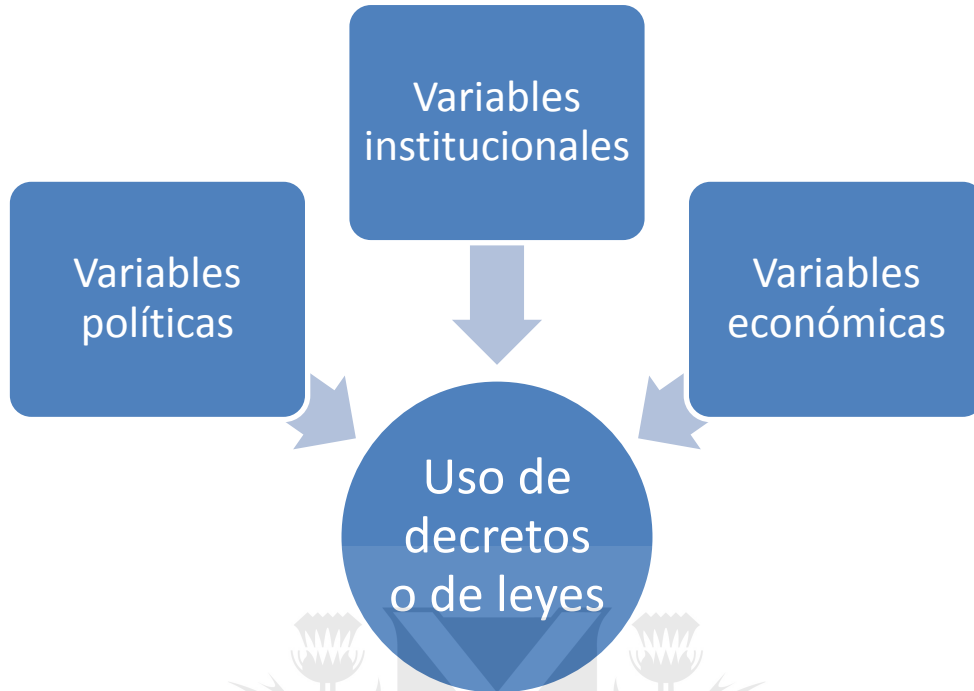 Variables
institucionales
Variables
políticas
Variables
económicas
Uso de
decretos
o de leyes